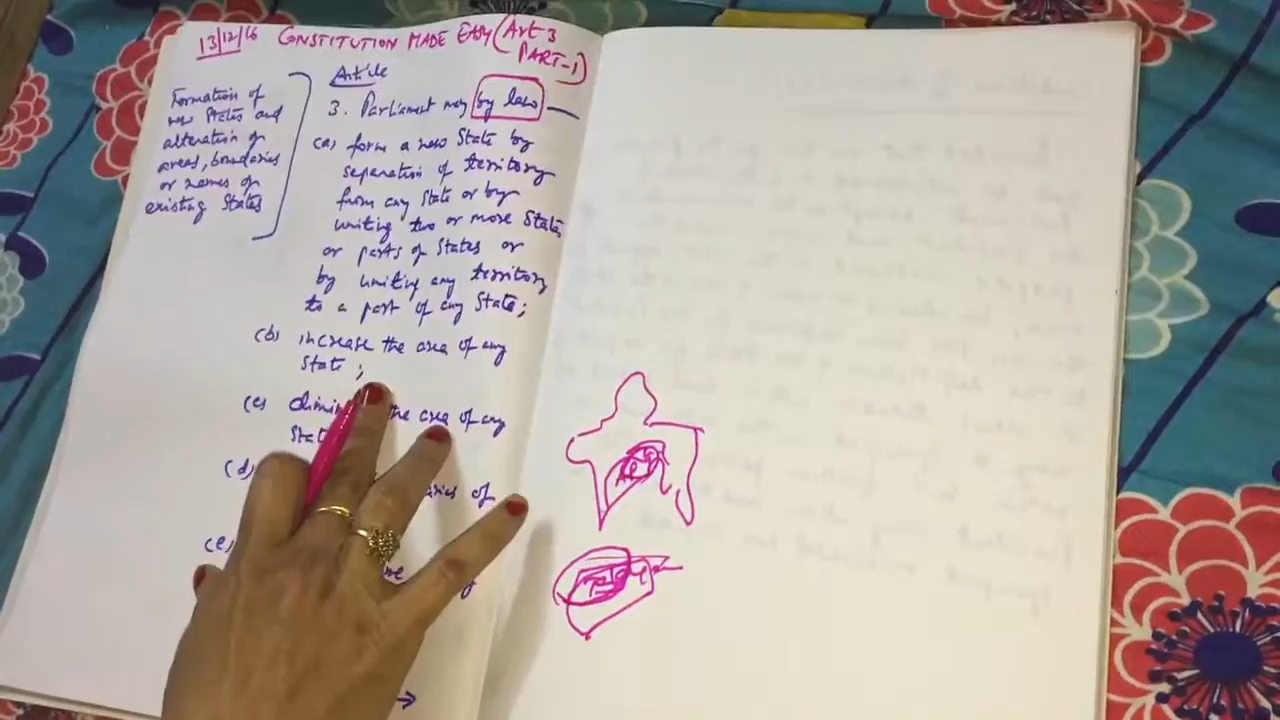 13/12/16 CONSTITUTION MADE EASY (Art 3
PART-1)
Formation of
new States and
alteration of
areas, boundaries
or names of
existing States
Article
3. Parliament may by law —
(a) form a new State by
separation of territory
from any State or by
uniting two or more States
or parts of States or
by uniting any territory
to a part of any State;
(b) increase the area of any
State;
(c) the area of any
(d) of
(e)